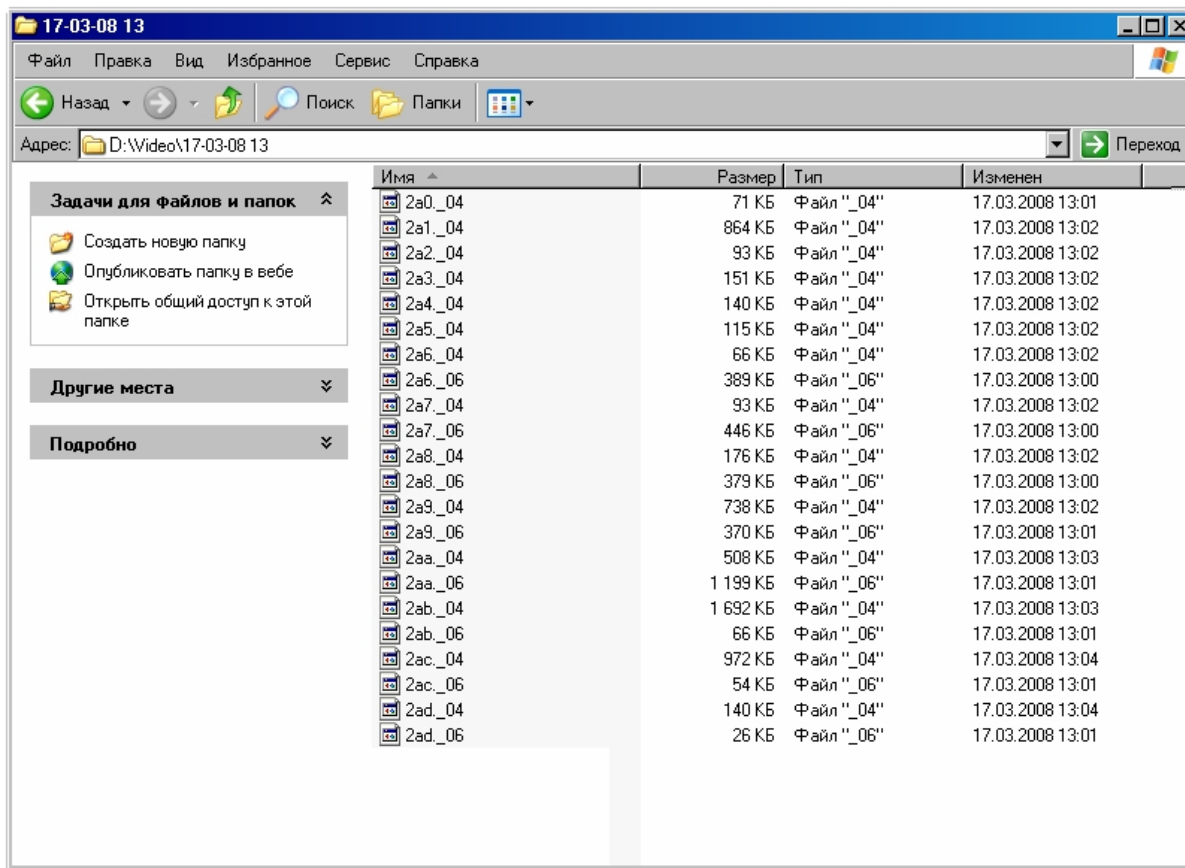 17-03-08 13
Файл Правка Вид Избранное Сервис Справка
Назад Поиск Папки
Адрес: D:\Video\17-03-08 13 Переход
Имя Размер Тип Изменен
Задачи для файлов и папок
Создать новую папку
Опубликовать папку в вебе
Открыть общий доступ к этой
папке
Другие места
Подробно
2a0._04 71 КБ Файл "_04" 17.03.2008 13:01
2a1._04 864 КБ Файл "_04" 17.03.2008 13:02
2a2._04 93 КБ Файл "_04" 17.03.2008 13:02
2a3._04 151 КБ Файл "_04" 17.03.2008 13:02
2a4._04 140 КБ Файл "_04" 17.03.2008 13:02
2a5._04 115 КБ Файл "_04" 17.03.2008 13:02
2a6._04 66 КБ Файл "_04" 17.03.2008 13:02
2a6._06 389 КБ Файл "_06" 17.03.2008 13:00
2a7._04 93 КБ Файл "_04" 17.03.2008 13:02
2a7._06 446 КБ Файл "_06" 17.03.2008 13:00
2a8._04 176 КБ Файл "_04" 17.03.2008 13:02
2a8._06 379 КБ Файл "_06" 17.03.2008 13:00
2a9._04 738 КБ Файл "_04" 17.03.2008 13:02
2a9._06 370 КБ Файл "_06" 17.03.2008 13:01
2aa._04 508 КБ Файл "_04" 17.03.2008 13:03
2aa._06 1 199 КБ Файл "_06" 17.03.2008 13:01
2ab._04 1 692 КБ Файл "_04" 17.03.2008 13:03
2ab._06 66 КБ Файл "_06" 17.03.2008 13:01
2ac._04 972 КБ Файл "_04" 17.03.2008 13:04
2ac._06 54 КБ Файл "_06" 17.03.2008 13:01
2ad._04 140 КБ Файл "_04" 17.03.2008 13:04
2ad._06 26 КБ Файл "_06" 17.03.2008 13:01